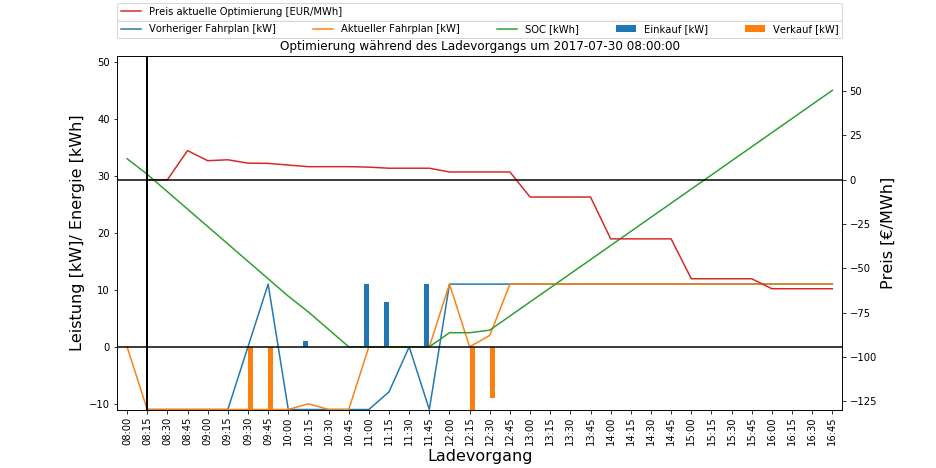 Preis aktuelle Optimierung [EUR/MWh]
Vorheriger Fahrplan [kW] Aktueller Fahrplan [kW] SOC [kWh] Einkauf [kW] Verkauf [kW]
Optimierung während des Ladevorgangs um 2017-07-30 08:00:00
Leistung [kW]/ Energie [kWh]
50
40
30
20
10
0
−10
50
25
0
−25
−50
−75
−100
−125
Preis [€/MWh]
08:00 08:15 08:30 08:45 09:00 09:15 09:30 09:45 10:00 10:15 10:30 10:45 11:00 11:15 11:30 11:45 12:00 12:15 12:30 12:45 13:00 13:15 13:30 13:45 14:00 14:15 14:30 14:45 15:00 15:15 15:30 15:45 16:00 16:15 16:30 16:45
Ladevorgang